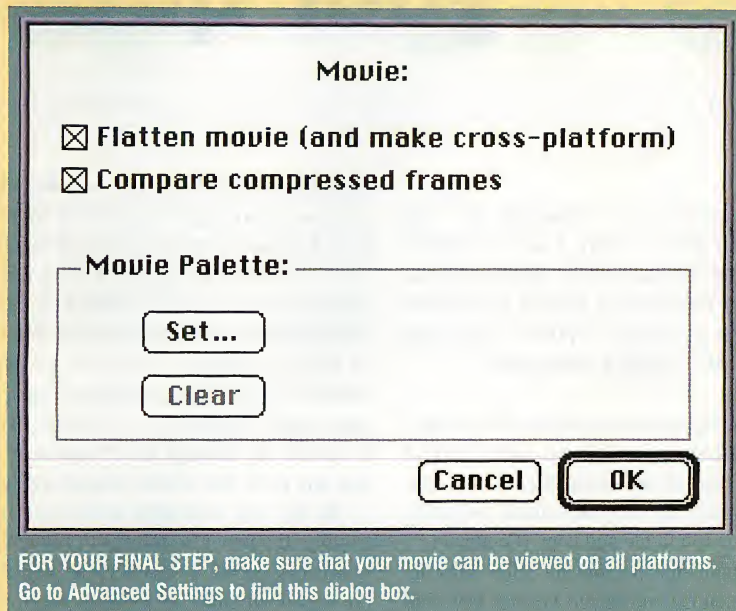 Movie:
Flatten movie (and make cross-platform)
Compare compressed frames
Movie Palette:
Set...
Clear
Cancel
OK
FOR YOUR FINAL STEP, make sure that your movie can be viewed on all platforms.
Go to Advanced Settings to find this dialog box.